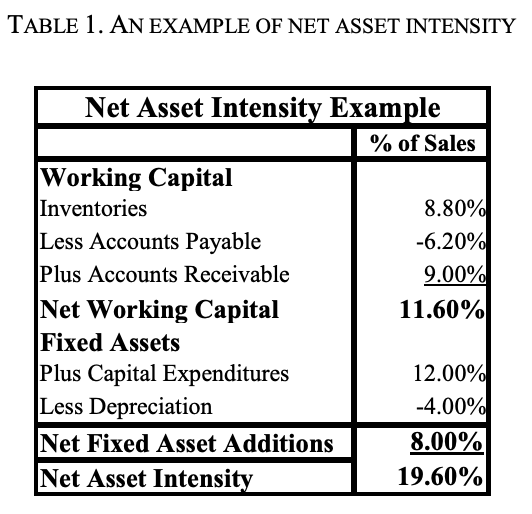 TABLE 1. AN EXAMPLE OF NET ASSET INTENSITY
Net Asset Intensity Example
% of Sales
Working Capital
Inventories 8.80%
Less Accounts Payable -6.20%
Plus Accounts Receivable 9.00%
Net Working Capital 11.60%
Fixed Assets
Plus Capital Expenditures 12.00%
Less Depreciation -4.00%
Net Fixed Asset Additions 8.00%
Net Asset Intensity 19.60%